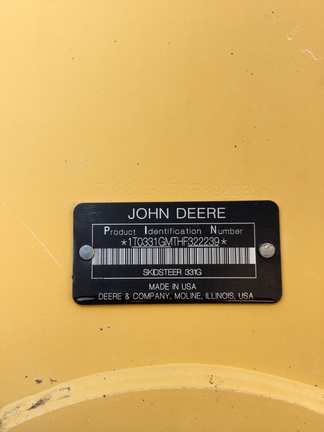 JOHN DEERE
Product Identification Number
*1T0331GMTHF322239*
SKIDSTEER 331G
MADE IN USA
DEERE & COMPANY, MOLINE, ILLINOIS, USA